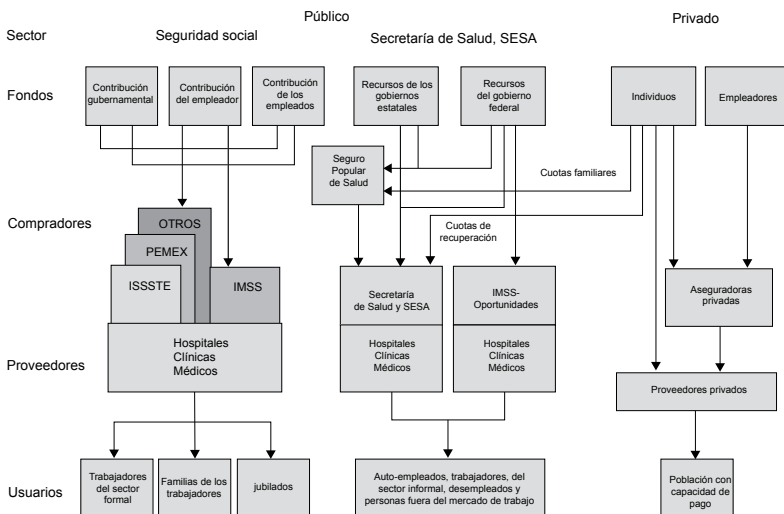 Público
Privado
Sector
Seguridad social
Secretaría de Salud, SESA
Fondos
Contribución
gubernamental
Contribución
del empleador
Contribución
de los
empleados
Recursos de los
gobiernos
estatales
Recursos
del gobierno
federal
Individuos
Empleadores
Seguro
Popular
de Salud
Cuotas familiares
Compradores
OTROS
PEMEX
ISSSTE
IMSS
Cuotas de
recuperación
Secretaría
de Salud y SESA
IMSS-
Oportunidades
Aseguradoras
privadas
Proveedores
Hospitales
Clínicas
Médicos
Hospitales
Clínicas
Médicos
Hospitales
Clínicas
Médicos
Proveedores privados
Usuarios
Trabajadores
del sector
formal
Familias de los
trabajadores
jubilados
Auto-empleados, trabajadores, del
sector informal, desempleados y
personas fuera del mercado de trabajo
Población con
capacidad de
pago